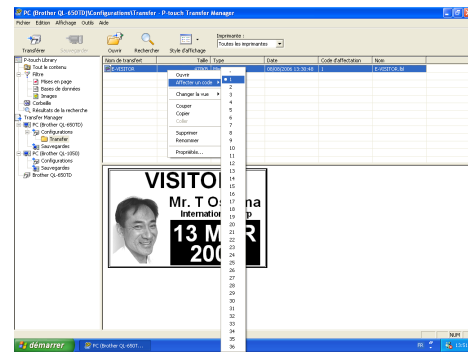 PC (Brother QL-650TD)\Configurations\Transfer - P-touch Transfer Manager
Fichier Edition Affichage Outils Aide
Transférer Sauvegarder Ouvrir Rechercher Style d'affichage
Imprimante :
Toutes les imprimantes
P-touch Library
Tout le contenu
Filtre
Mises en page
Bases de données
Images
Corbeille
Résultats de la recherche
Transfer Manager
PC (Brother QL-650TD)
Configurations
Transfer
Sauvegardes
PC (Brother QL-1050)
Configurations
Sauvegardes
Brother QL-650TD
Nom de transfert Taille Type Date Code d'affectation Nom
E-VISITOR 06/08/2006 13:30:48 1 E-VISITOR.lbl
Ouvrir
Affecter un code
Changer la vue
Couper
Copier
Coller
Supprimer
Renommer
Propriétés...
-
1
2
3
4
5
6
7
8
9
10
11
12
13
14
15
16
17
18
19
20
21
22
23
24
25
26
27
28
29
30
31
32
33
34
35
36
VISITO
Mr. T O ma
Internation p
13 M R
200
NUM
démarrer
PC (Brother QL-650T...
FR